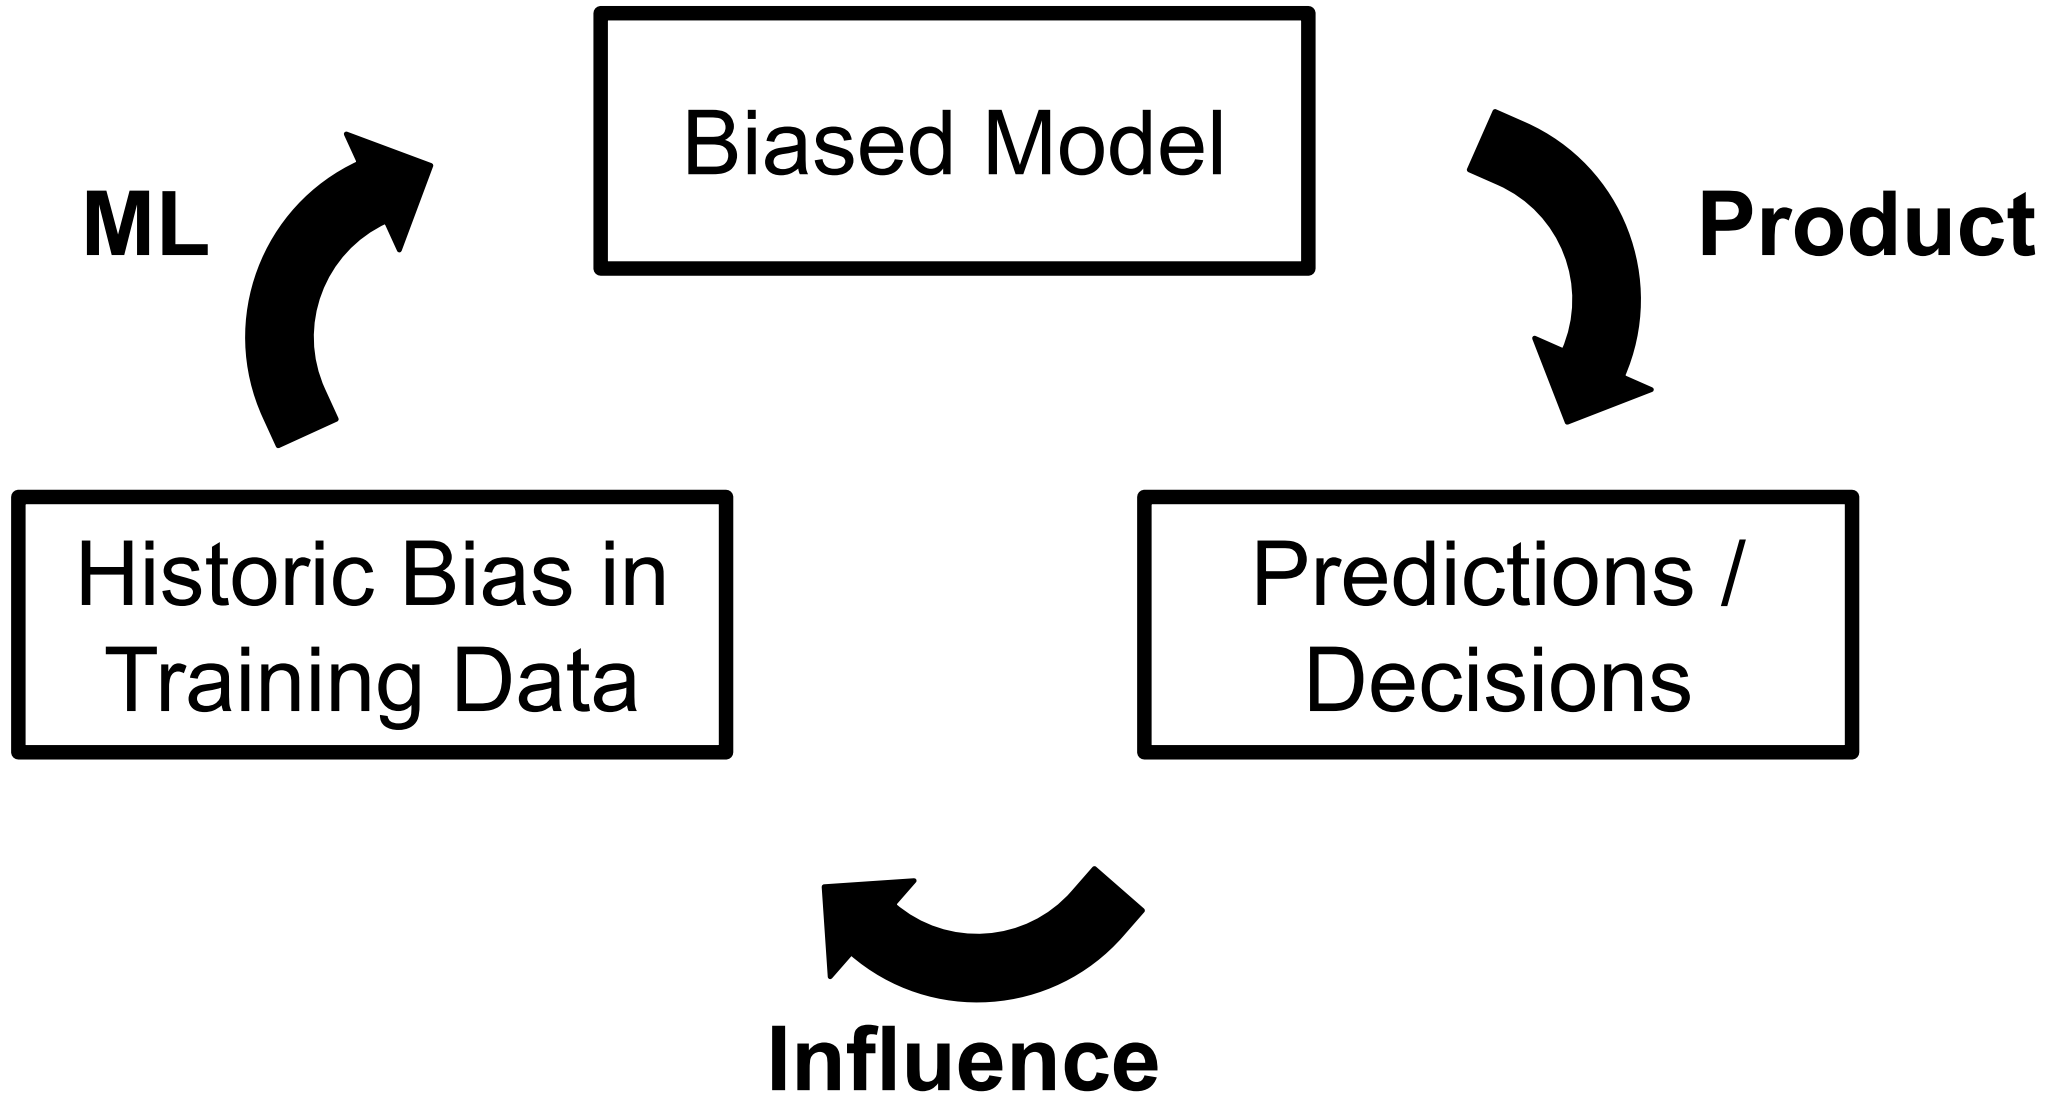 Biased Model
ML
Product
Historic Bias in
Training Data
Predictions /
Decisions
Influence